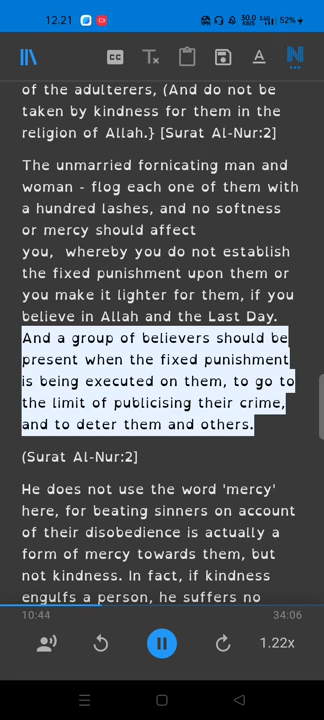 12.21
50.0
KB/S
52%
CC
T
A
N
of the adulterers, (And do not be
taken by kindness for them in the
religion of Allah.} [Surat Al-Nur:2]
The unmarried fornicating man and
woman - flog each one of them with
a hundred lashes, and no softness
or mercy should affect
you, whereby you do not establish
the fixed punishment upon them or
you make it lighter for them, if you
believe in Allah and the Last Day.
And a group of believers should be
present when the fixed punishment
is being executed on them, to go to
the limit of publicising their crime,
and to deter them and others.
(Surat Al-Nur:2]
He does not use the word 'mercy'
here, for beating sinners on account
of their disobedience is actually a
form of mercy towards them, but
not kindness. In fact, if kindness
engulfs a person, he suffers no
10:44
34:06
1.22x